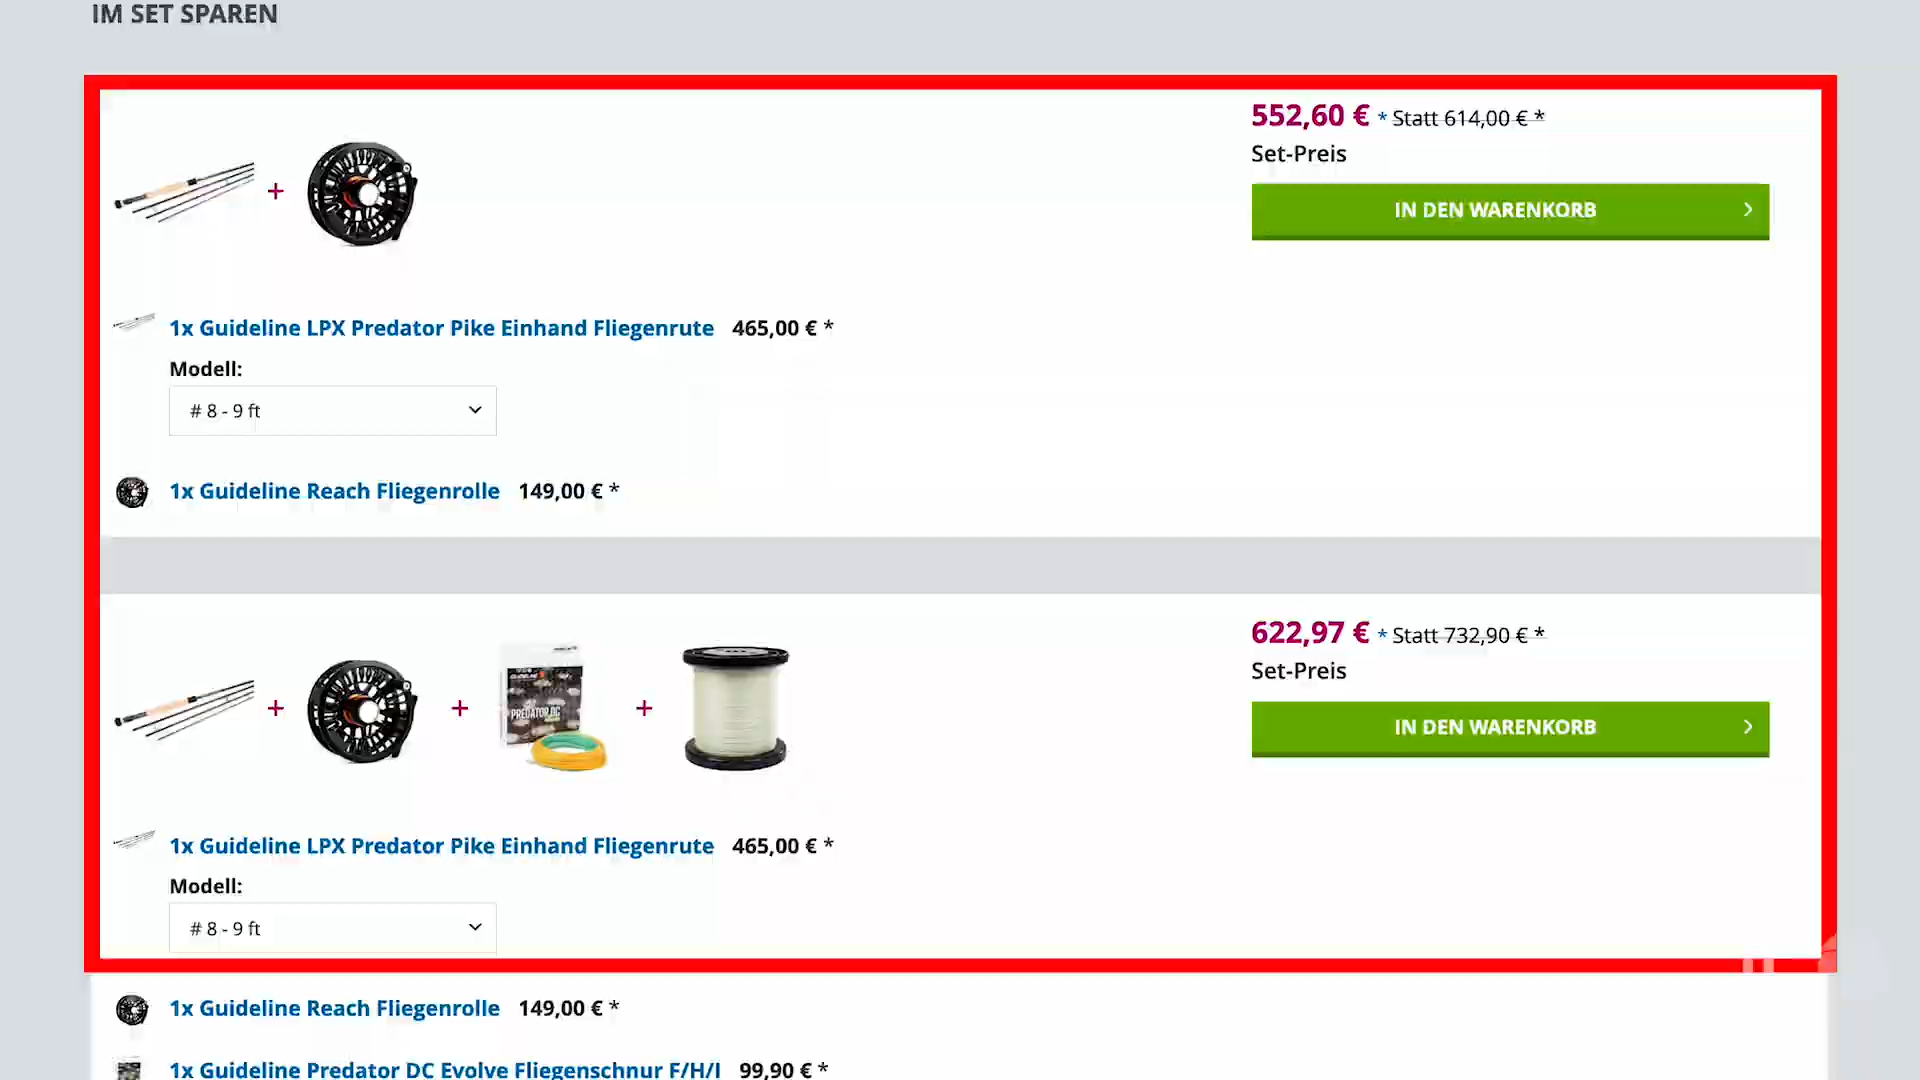 IM SET SPAREN
552,60 € * Statt 614,00 € *
Set-Preis
IN DEN WARENKORB
+
1x Guideline LPX Predator Pike Einhand Fliegenrute 465,00 € *
Modell:
# 8 - 9 ft
1x Guideline Reach Fliegenrolle 149,00 € *
622,97 € * Statt 732,90 € *
Set-Preis
IN DEN WARENKORB
+ + +
PREDATOR DC
1x Guideline LPX Predator Pike Einhand Fliegenrute 465,00 € *
Modell:
# 8 - 9 ft
1x Guideline Reach Fliegenrolle 149,00 € *
1x Guideline Predator DC Evolve Fliegenschnur F/H/I 99,90 € *